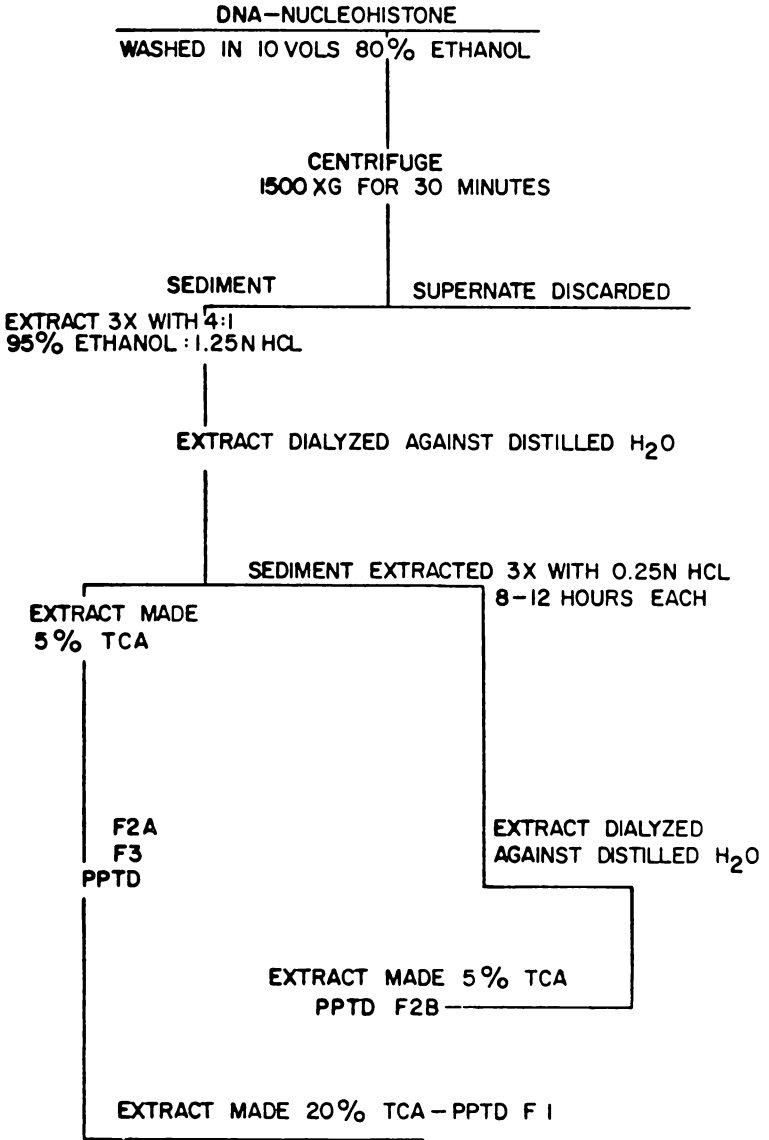 DNA-NUCLEOHISTONE
WASHED IN 10 VOLS 80% ETHANOL
CENTRIFUGE
1500 XG FOR 30 MINUTES
SEDIMENT
SUPERNATE DISCARDED
EXTRACT 3X WITH 4:1
95% ETHANOL : 1.25N HCL
EXTRACT DIALYZED AGAINST DISTILLED H2O
SEDIMENT EXTRACTED 3X WITH 0.25N HCL
8-12 HOURS EACH
EXTRACT MADE
5% TCA
F2A
F3
PPTD
EXTRACT DIALYZED
AGAINST DISTILLED H2O
EXTRACT MADE 5% TCA
PPTD F2B
EXTRACT MADE 20% TCA-PPTD F1